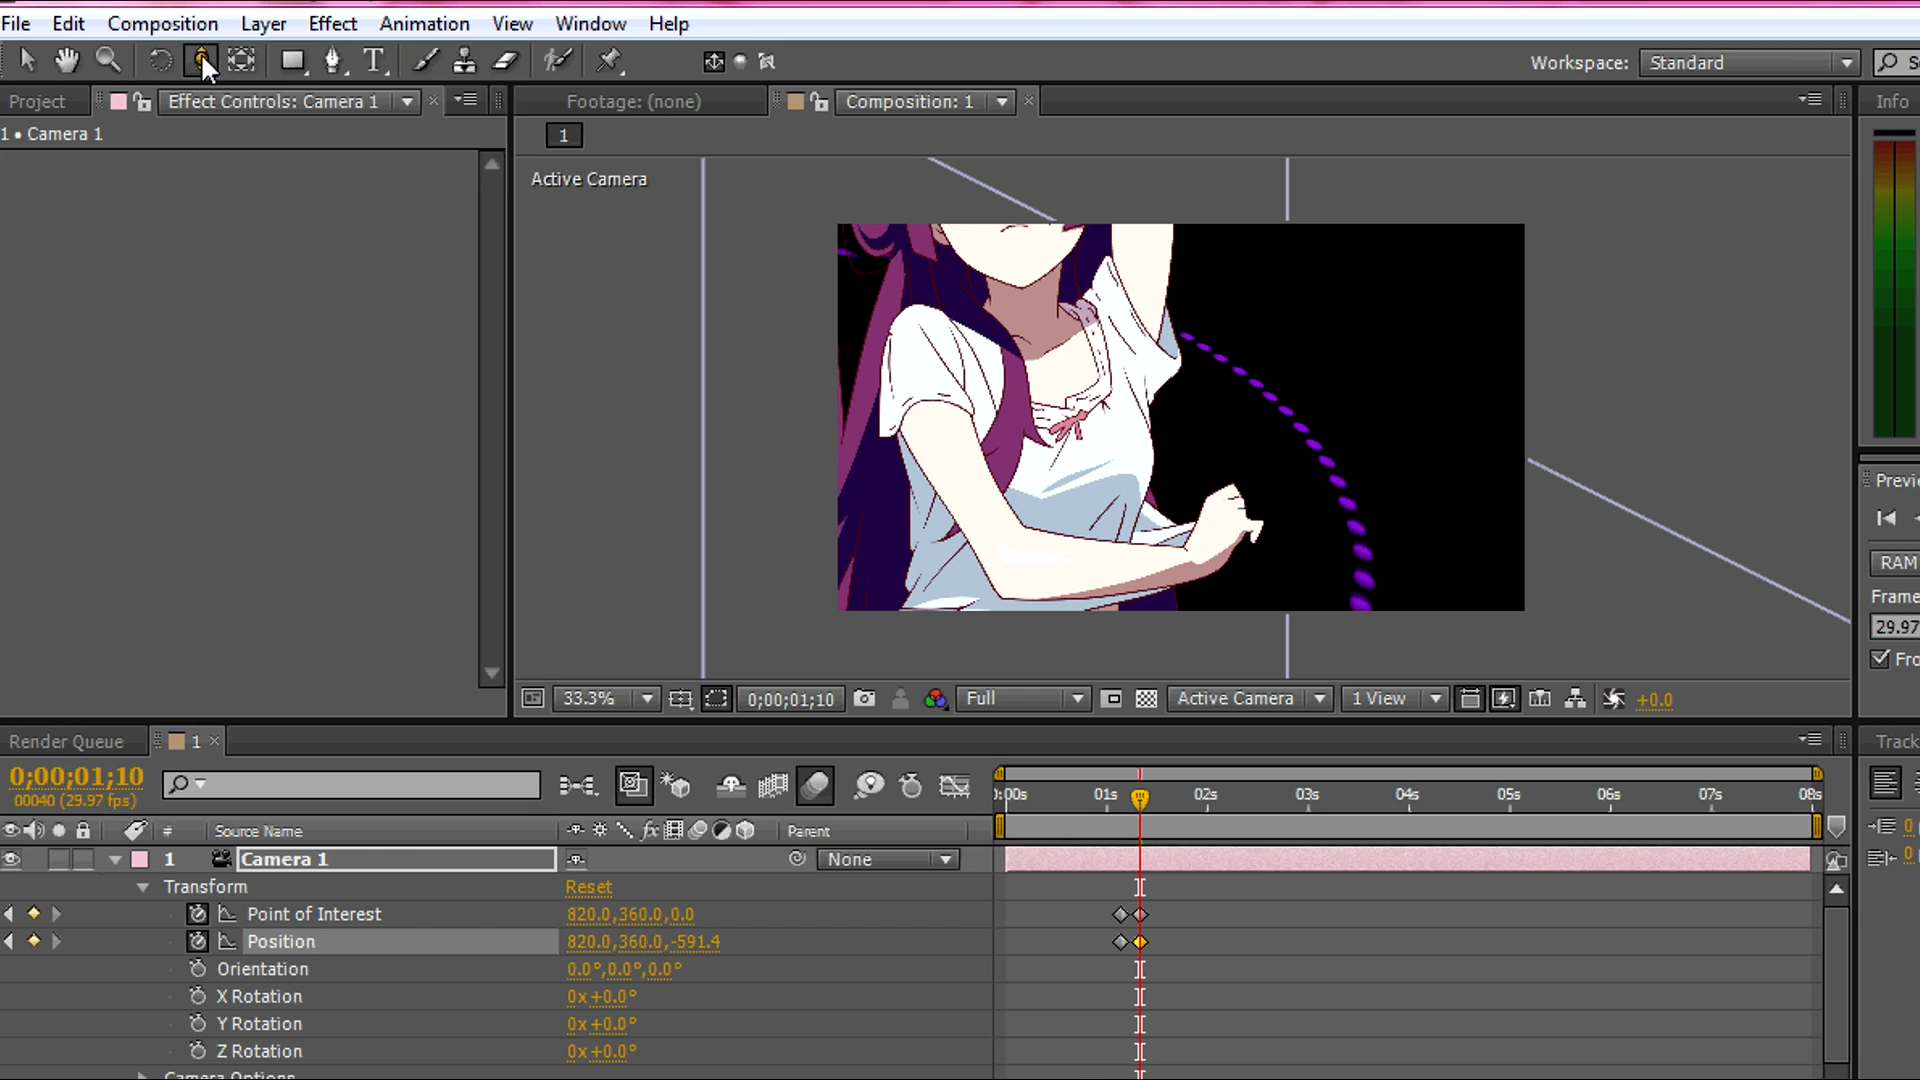 File Edit Composition Layer Effect Animation View Window Help
Workspace: Standard
Project Effect Controls: Camera 1 Footage: (none) Composition: 1 Info
1 • Camera 1
1
Active Camera
Previe
RAM
Frame
29.97
Fro
33.3% 0;00;01;10 Full Active Camera 1 View +0.0
Render Queue 1 Track
0;00;01;10
00040 (29.97 fps)
:00s 01s 02s 03s 04s 05s 06s 07s 08s
# Source Name fx Parent
1 Camera 1 None
Transform Reset
Point of Interest 820.0,360.0,0.0
Position 820.0,360.0,-591.4
Orientation 0.0°,0.0°,0.0°
X Rotation 0x+0.0°
Y Rotation 0x+0.0°
Z Rotation 0x+0.0°
Camera Options